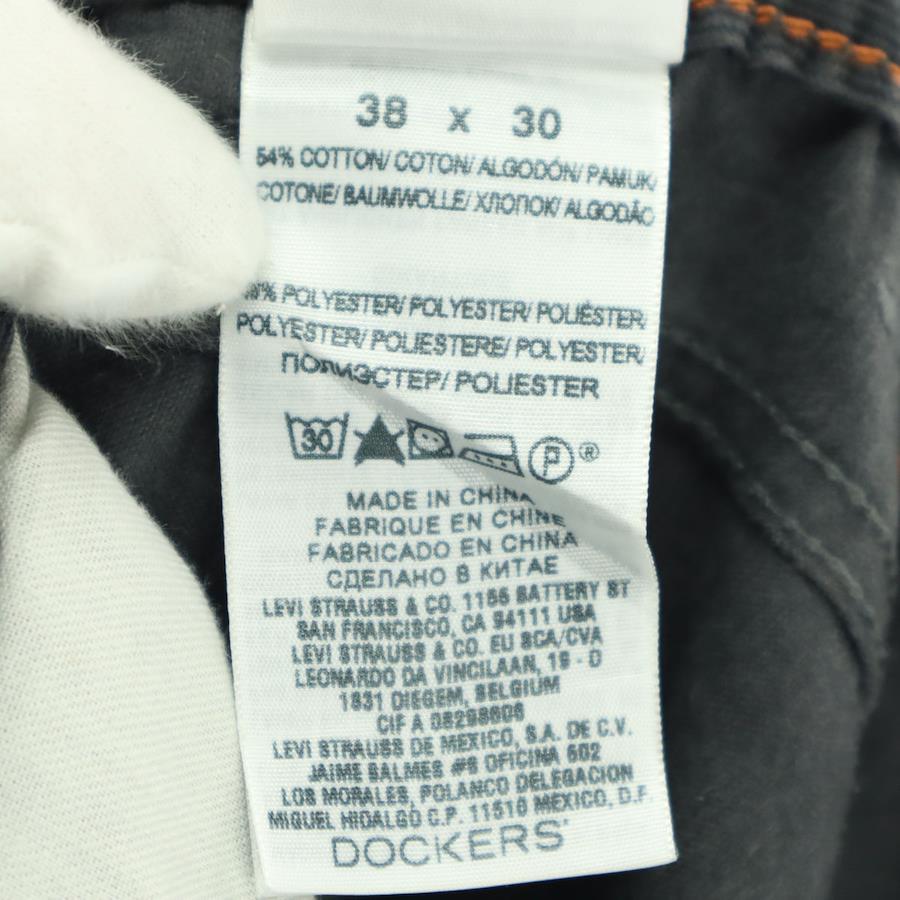 38 x 30
54% COTTON/ COTON/ ALGODÓN/ PAMUK/
COTONE/ BAUMWOLLE/ ХЛОПОК/ ALGODÃO
POLYESTER/ POLYESTER/ POLIÉSTER/
POLYESTER/ POLIESTERE/ POLYESTER/
ПОЛИЭСТЕР/ POLIESTER
30 P ®
MADE IN CHINA
FABRIQUE EN CHINE
FABRICADO EN CHINA
СДЕЛАНО В КИТАЕ
LEVI STRAUSS & CO. 1155 BATTERY ST
SAN FRANCISCO, CA 94111 USA
LEVI STRAUSS & CO. EU SCA/CVA
LEONARDO DA VINCILAAN, 19 - D
1831 DIEGEM, BELGIUM
CIF A 08298606
LEVI STRAUSS DE MEXICO, S.A. DE C.V.
JAIME BALMES #8 OFICINA 602
LOS MORALES, POLANCO DELEGACION
MIGUEL HIDALGO C.P. 11510 MEXICO, D.F.
DOCKERS®